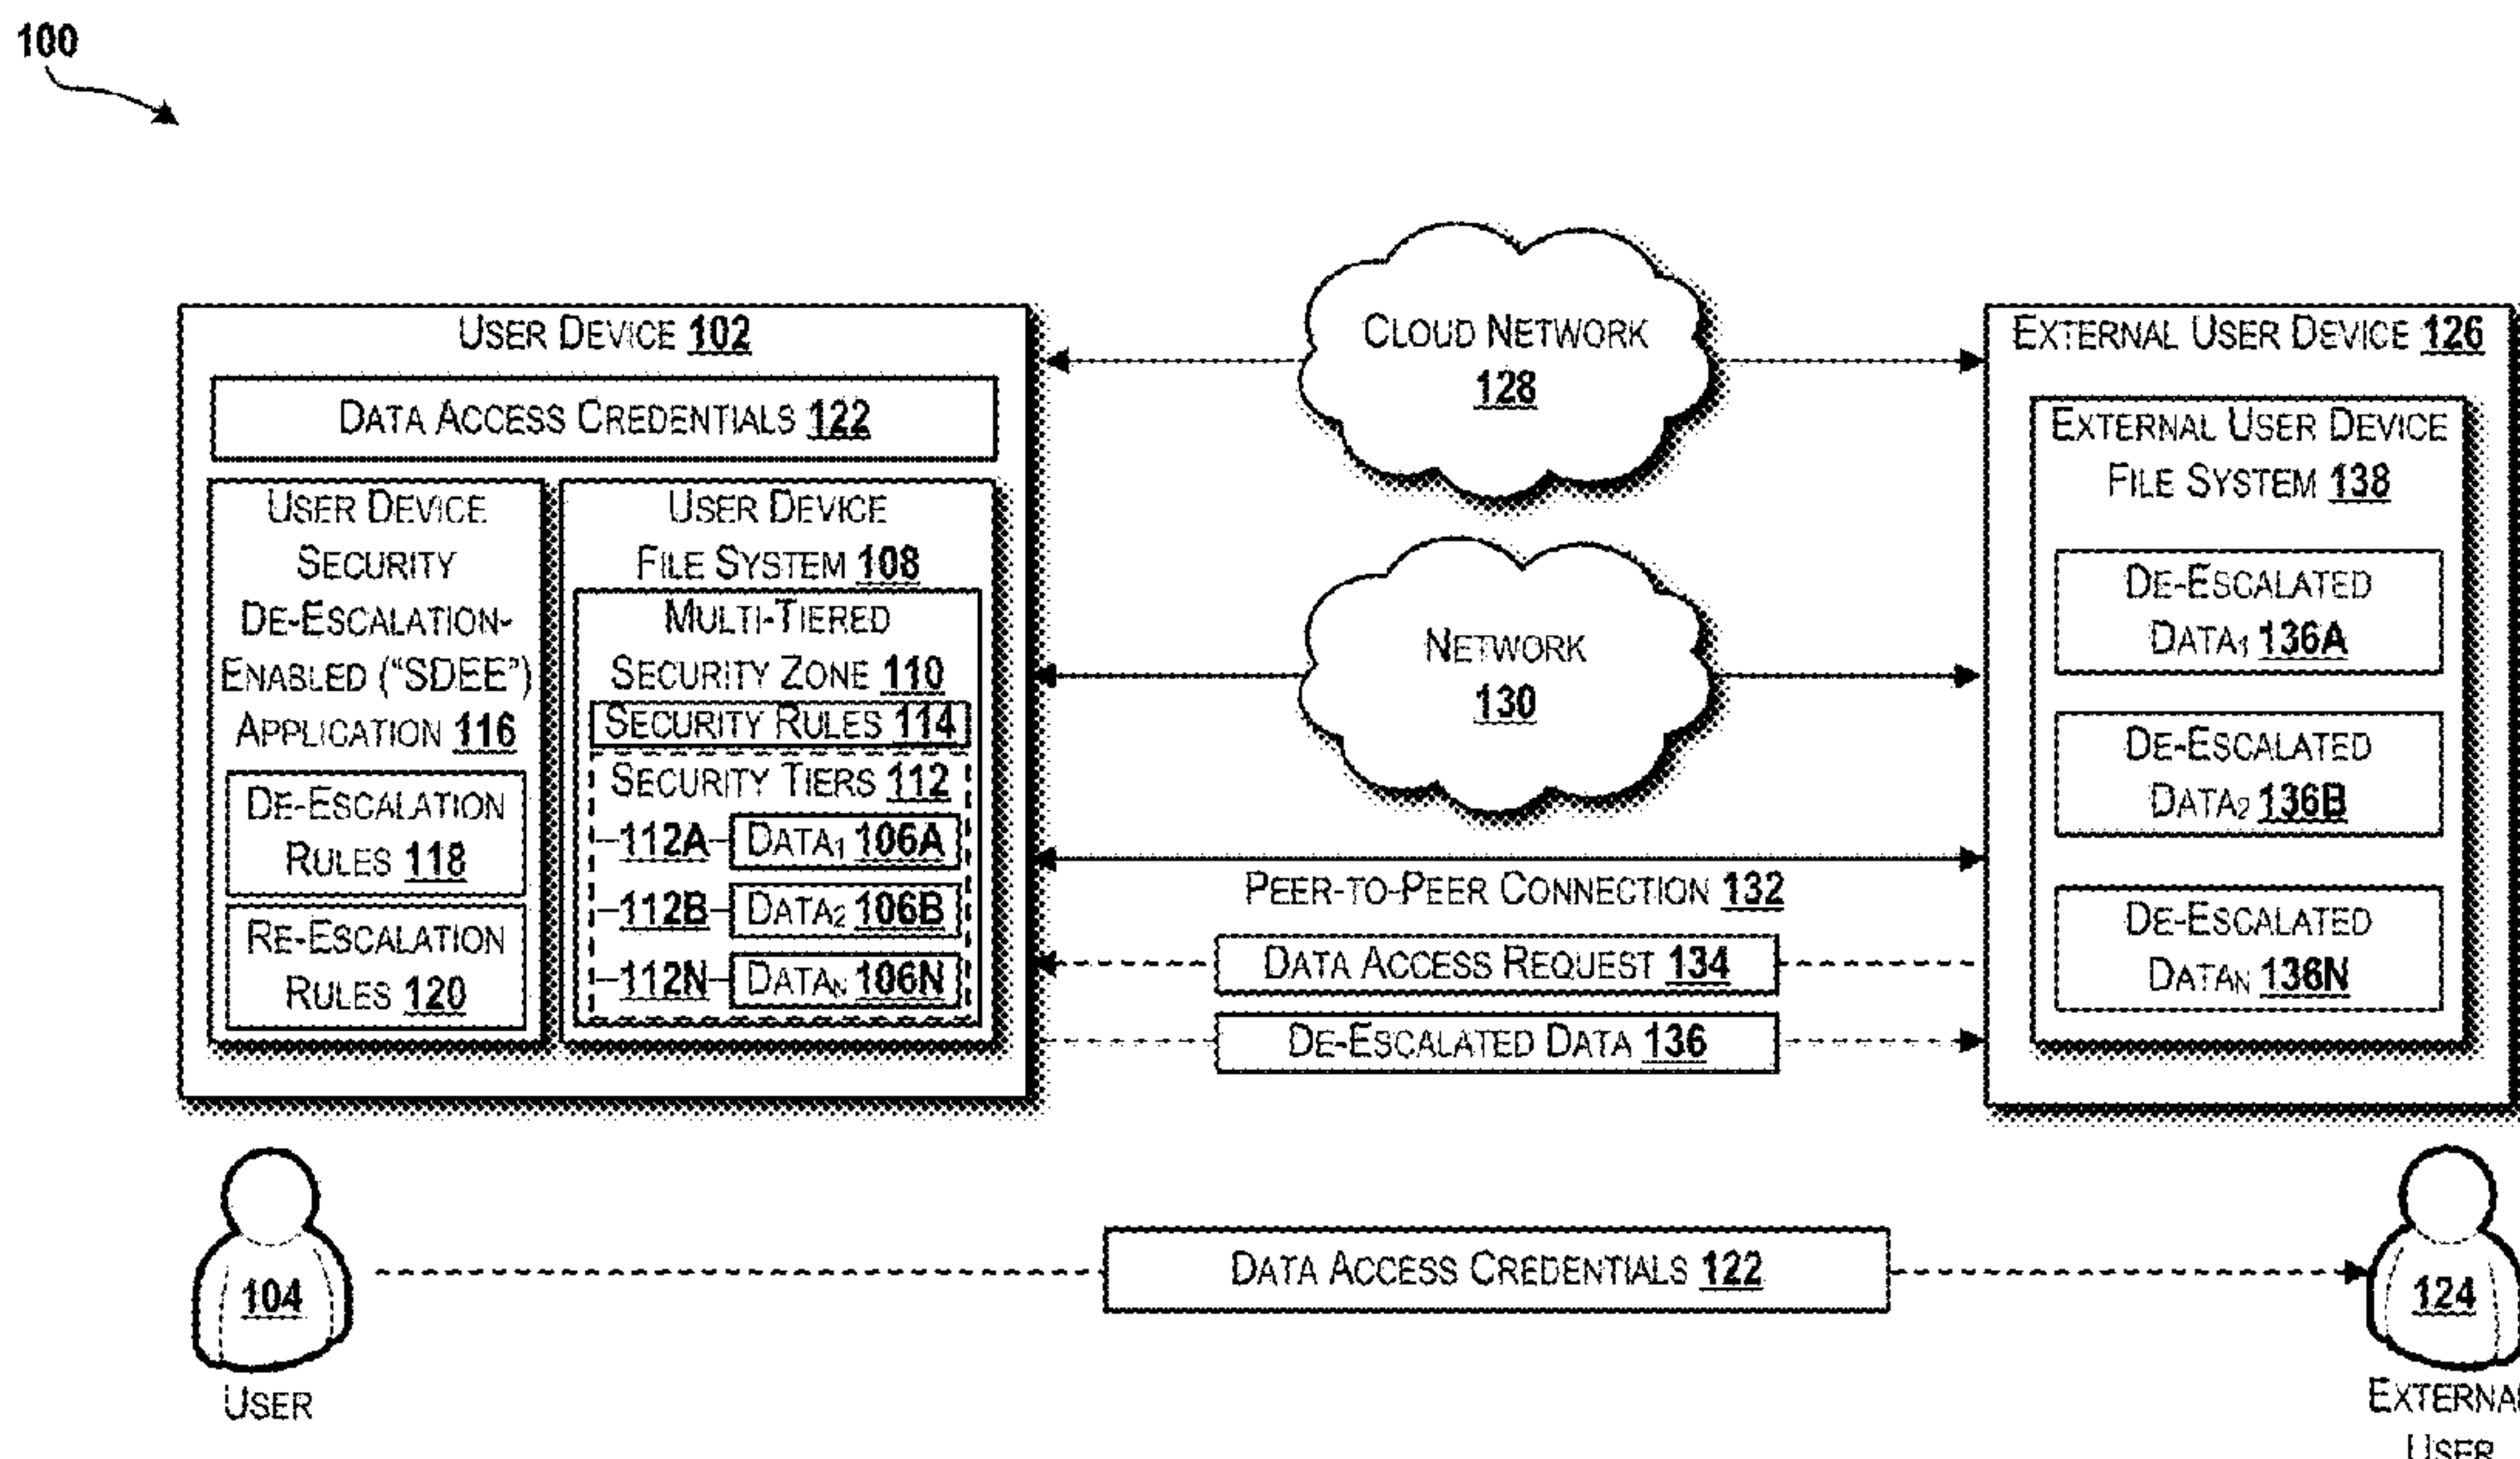 100
USER DEVICE 102
DATA ACCESS CREDENTIALS 122
USER DEVICE
SECURITY
DE-ESCALATION-
ENABLED ("SDEE")
APPLICATION 116
DE-ESCALATION
RULES 118
RE-ESCALATION
RULES 120
USER DEVICE
FILE SYSTEM 108
MULTI-TIERED
SECURITY ZONE 110
SECURITY RULES 114
SECURITY TIERS 112
112A DATA1 106A
112B DATA2 106B
112N DATAN 106N
CLOUD NETWORK
128
NETWORK
130
PEER-TO-PEER CONNECTION 132
DATA ACCESS REQUEST 134
DE-ESCALATED DATA 136
EXTERNAL USER DEVICE 126
EXTERNAL USER DEVICE
FILE SYSTEM 138
DE-ESCALATED
DATA1 136A
DE-ESCALATED
DATA2 136B
DE-ESCALATED
DATAN 136N
104
USER
DATA ACCESS CREDENTIALS 122
124
EXTERNAL
USER